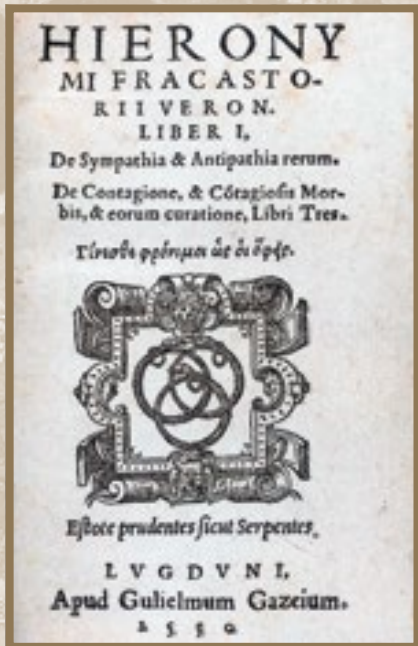 HIERONY
MI FRACASTO-
RII VERON.
LIBER I,
De Sympathia & Antipathia rerum.
De Contagione, & Cõtagiosis Mor-
bis, & eorum curatione, Libri Tres.
Γίνεσθε φρόνιμοι ὡς οἱ ὄφεις.
Estote prudentes sicut Serpentes.
LVGDVNI,
Apud Gulielmum Gazeium.
1550